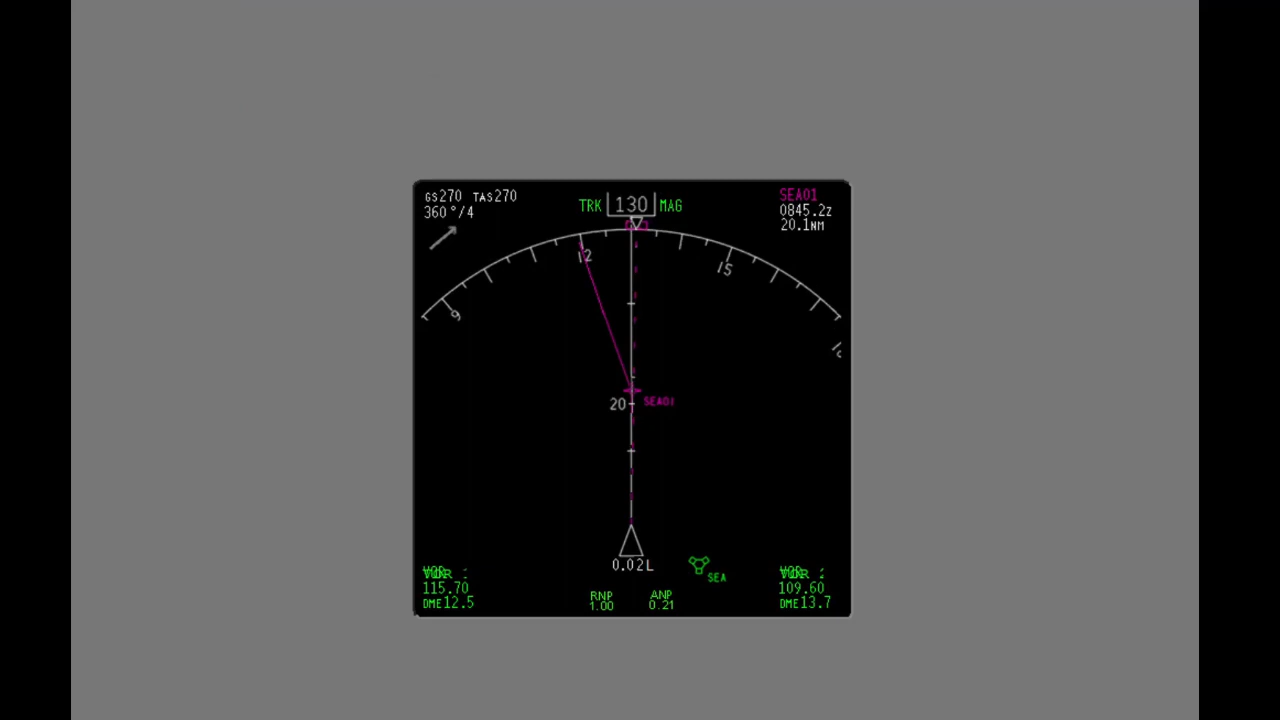 GS270 TAS270
360°/4
TRK 130 MAG
SEA01
0845.2z
20.1NM
12
15
9
20
SEA01
0.02L
SEA
115.70
DME12.5
RNP
1.00
ANP
0.21
109.60
DME13.7